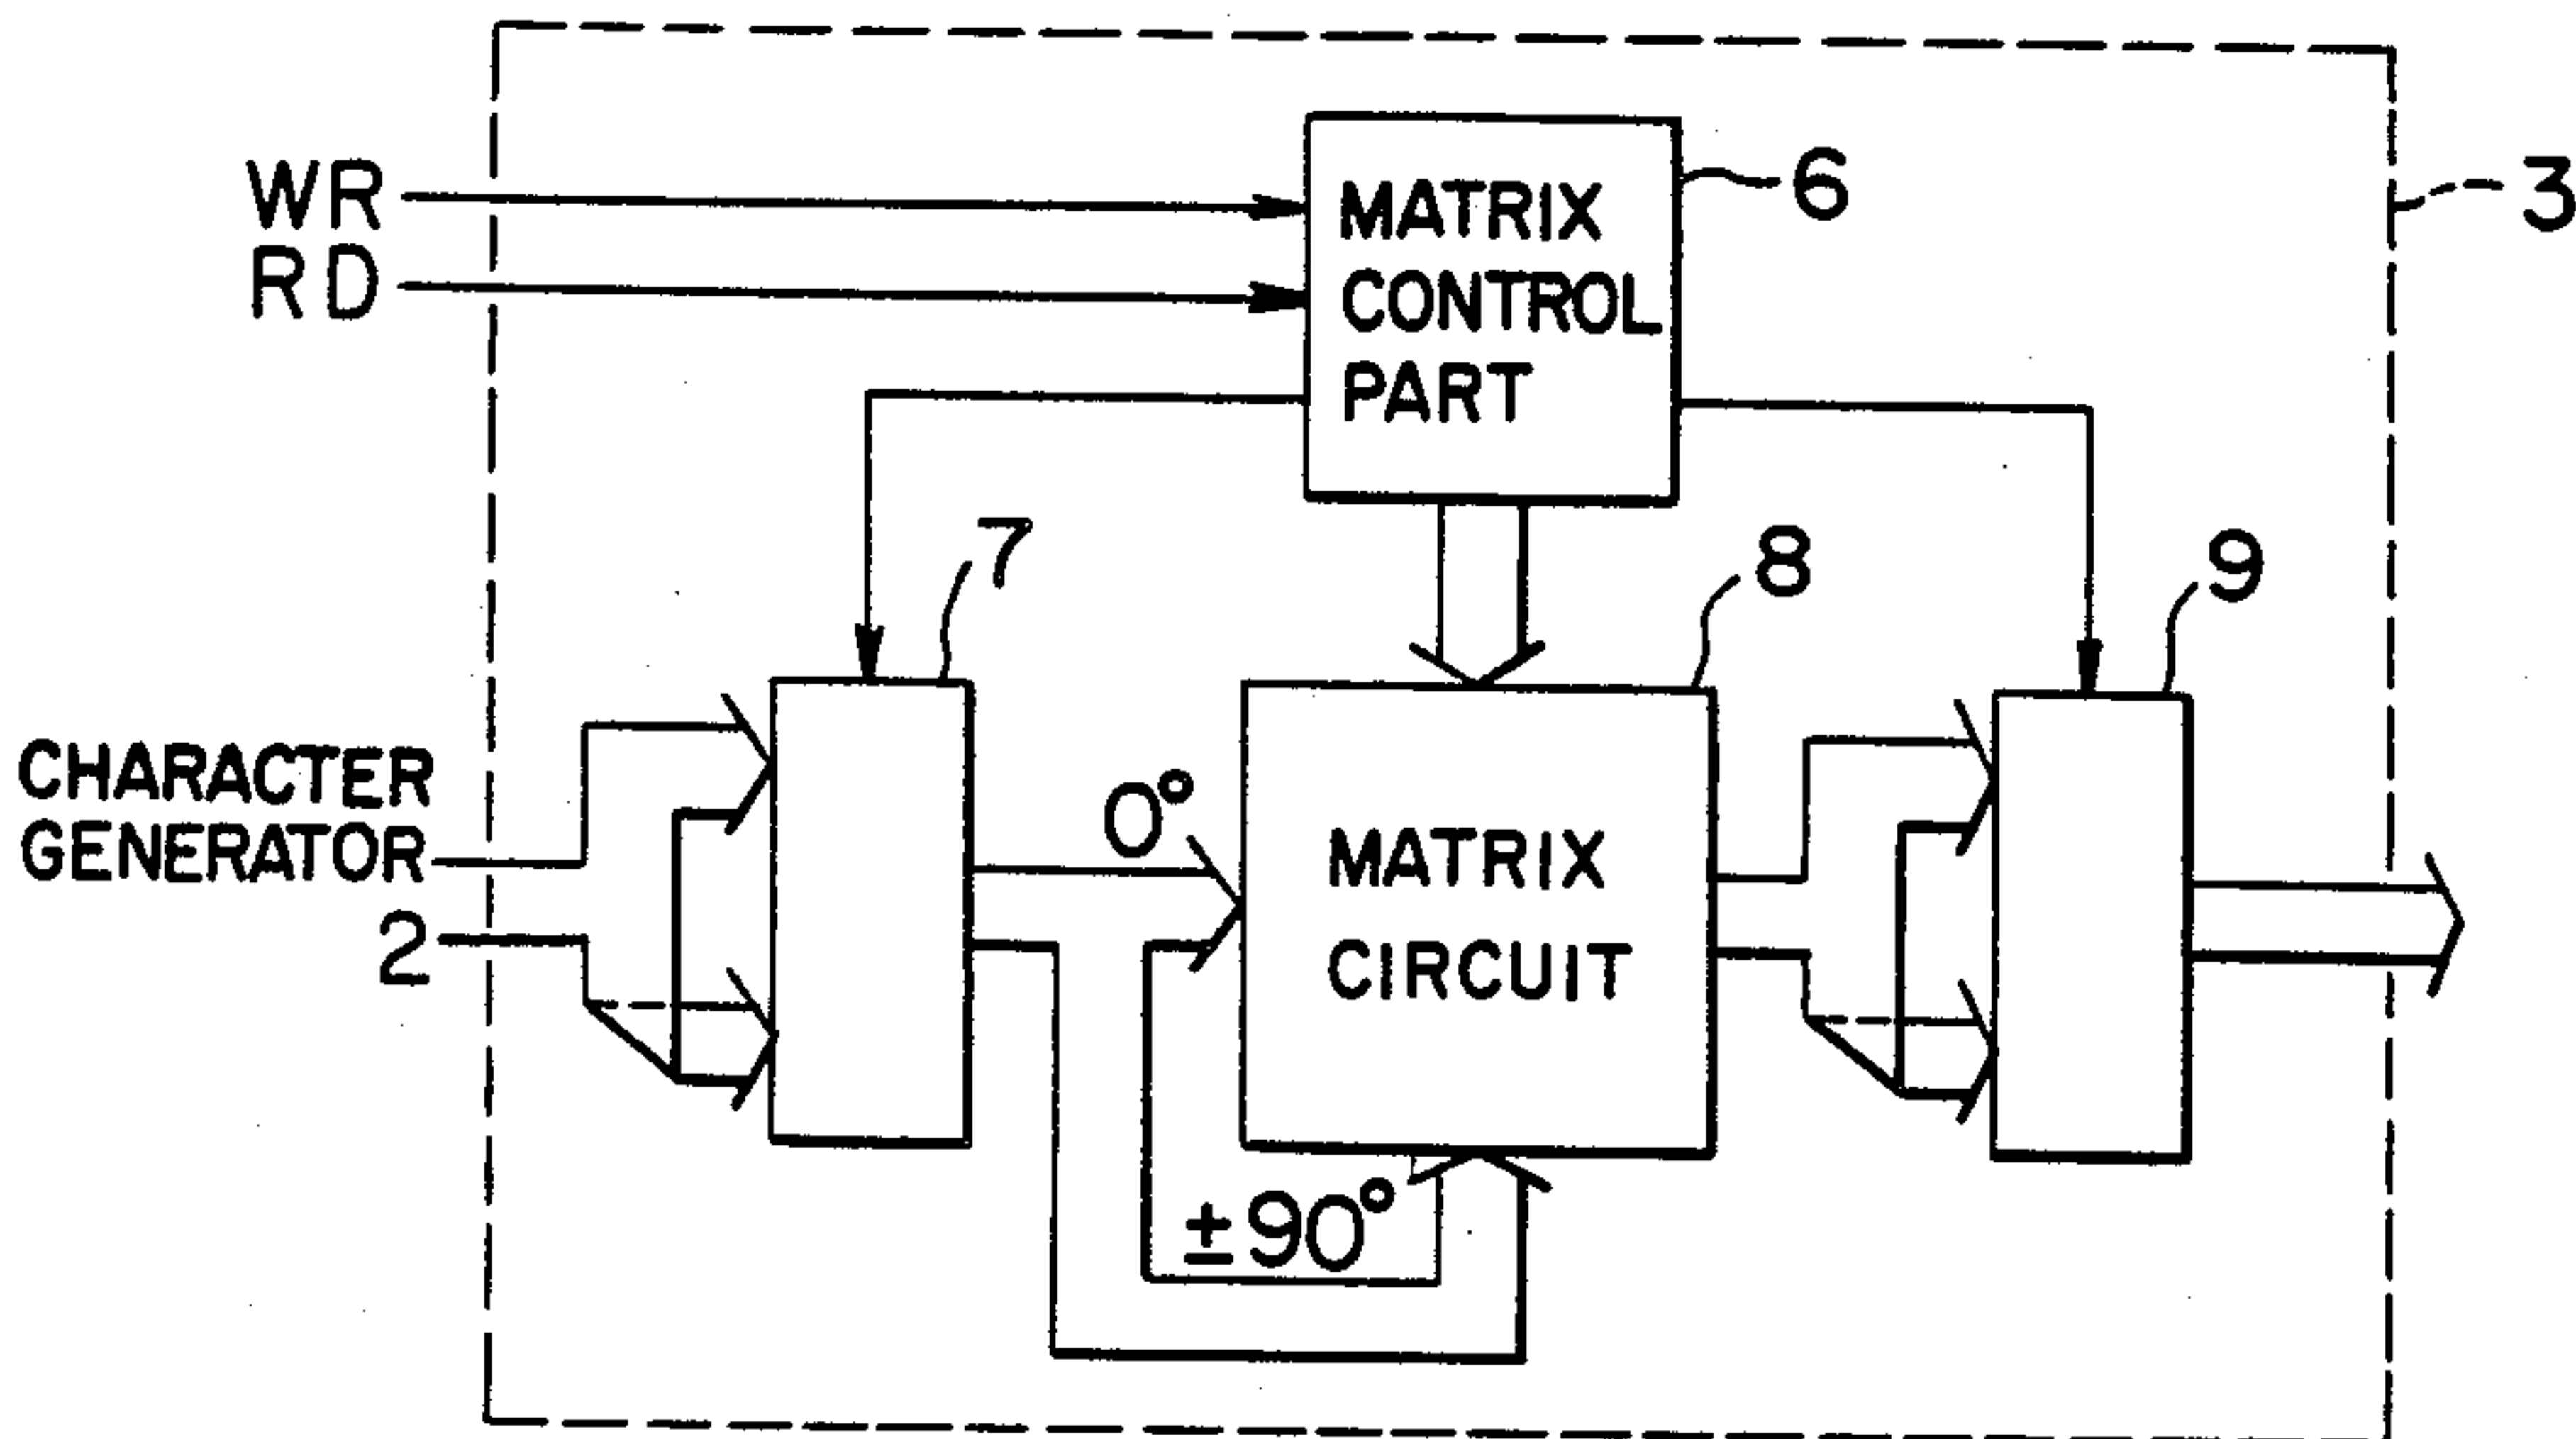 WR
RD
MATRIX
CONTROL
PART
6
3
7
8
9
CHARACTER
GENERATOR
2
0°
MATRIX
CIRCUIT
±90°